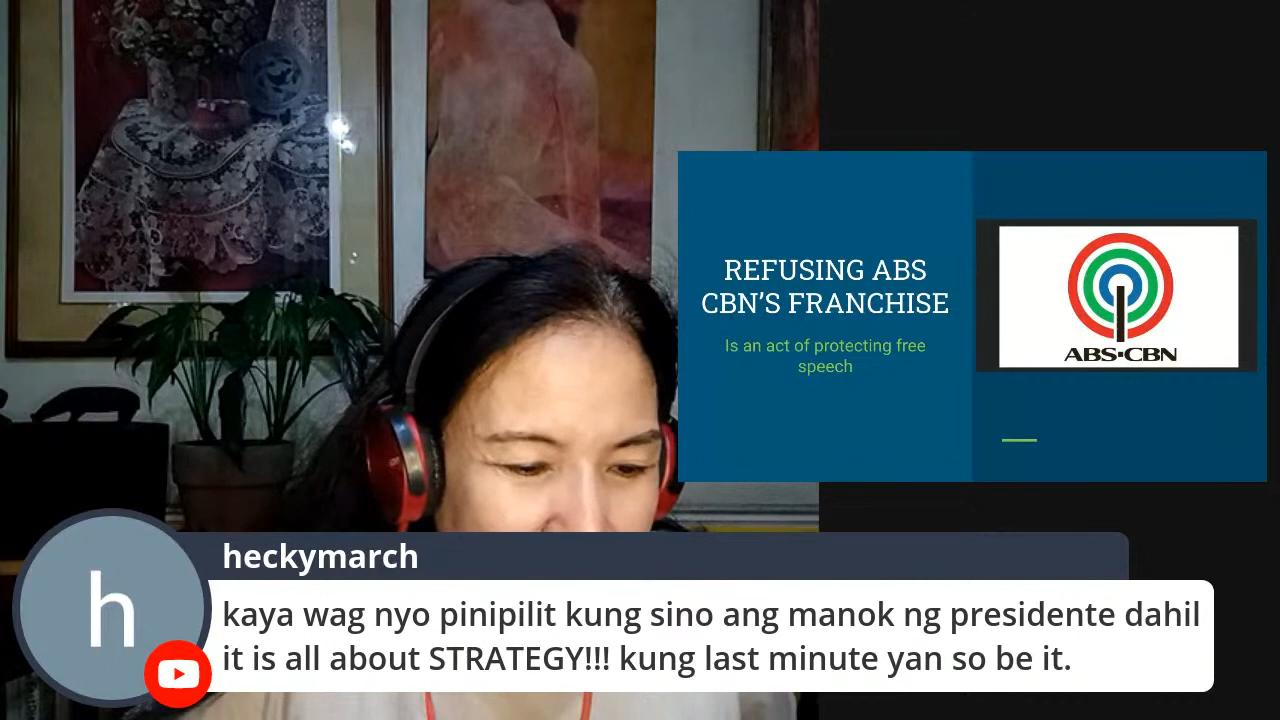 REFUSING ABS
CBN'S FRANCHISE
Is an act of protecting free
speech
ABS-CBN
h
heckymarch
kaya wag nyo pinipilit kung sino ang manok ng presidente dahil
it is all about STRATEGY!!! kung last minute yan so be it.